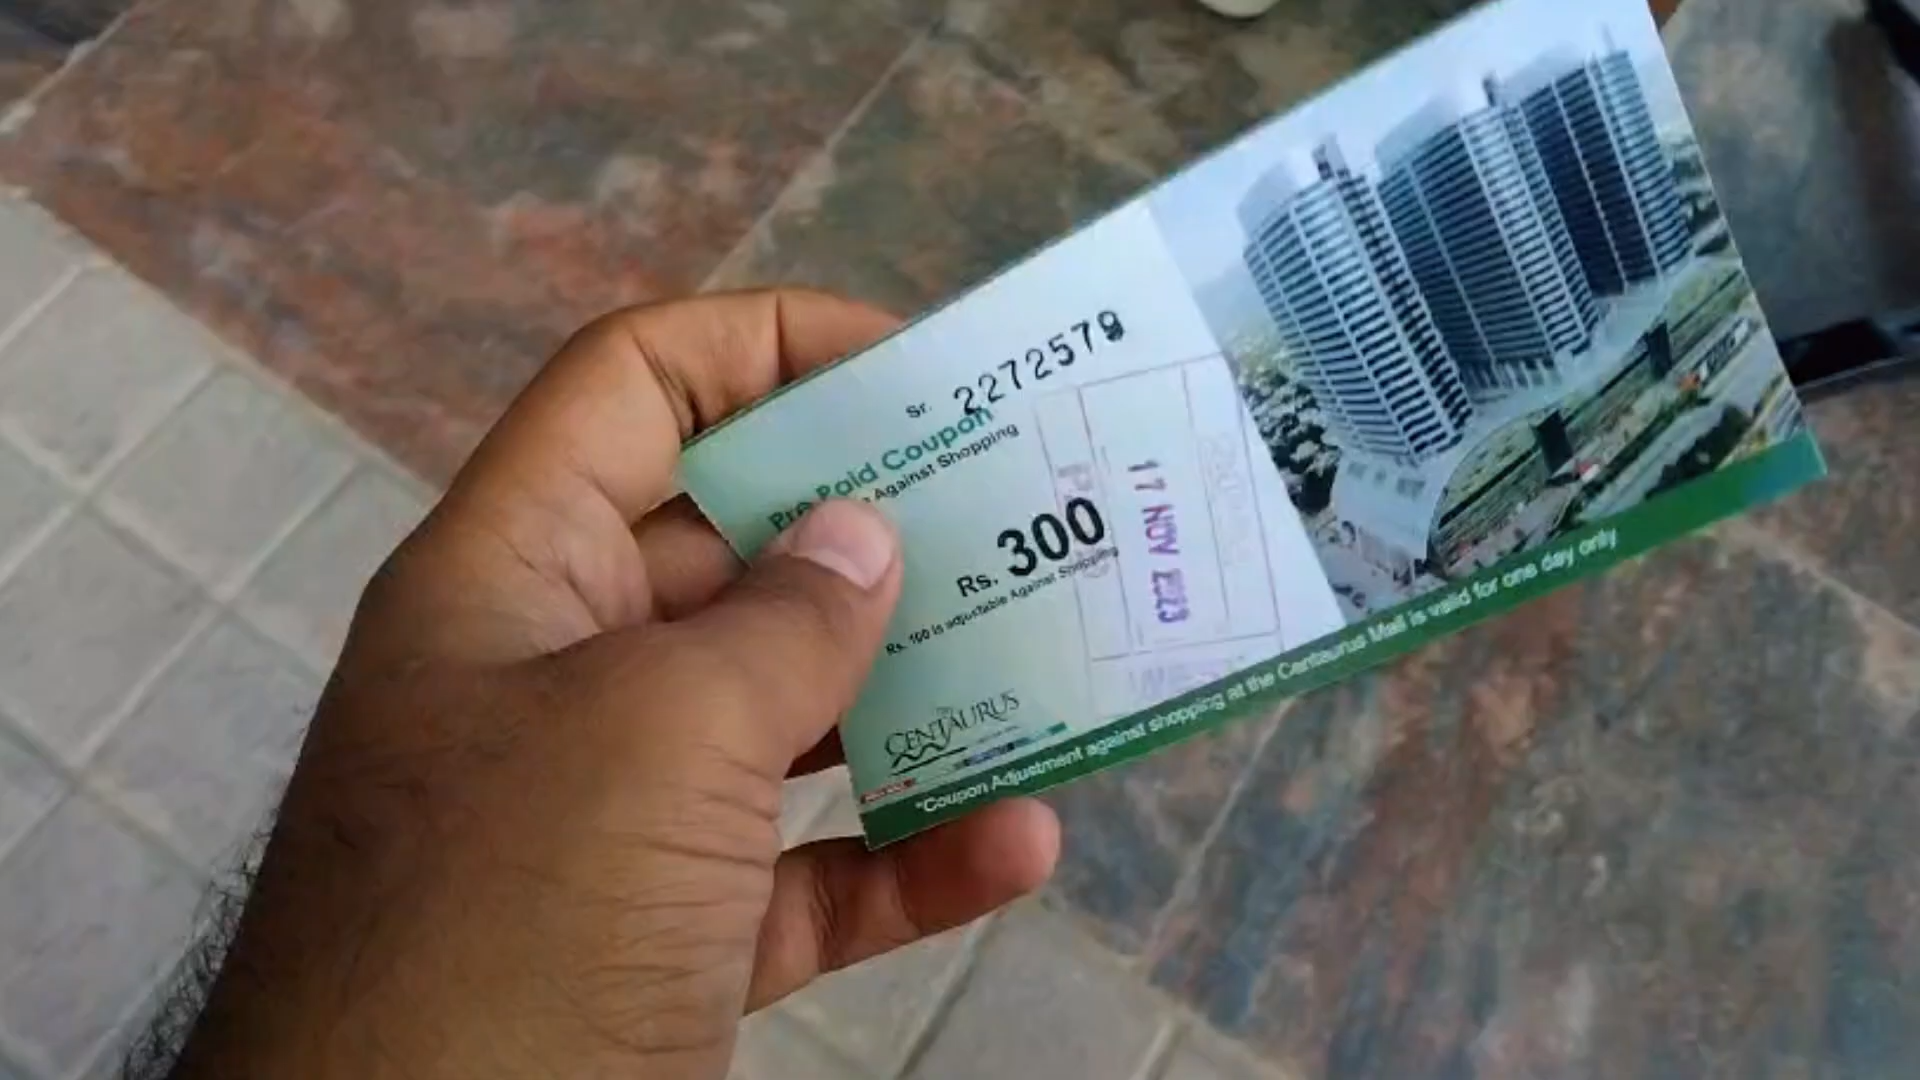 Sr. 2272579
Pre Paid Coupon
Against Shopping
Rs. 300
Rs. 100 is adjustable Against Shopping
17 NOV 2023
CENTAURUS
*Coupon Adjustment against shopping at the Centaurus Mall is valid for one day only